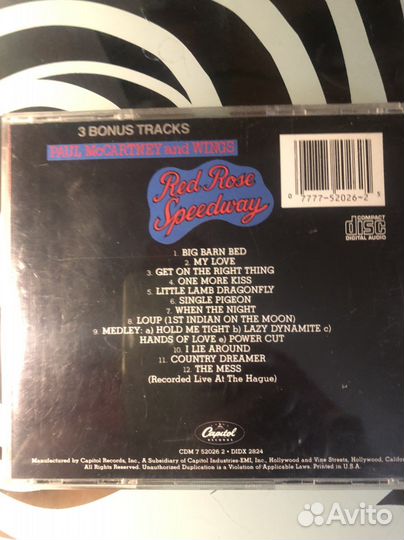 3 BONUS TRACKS
PAUL McCARTNEY and WINGS
Red Rose
Speedway
0 77777-52026-2 5
COMPACT
disc
DIGITAL AUDIO
1. BIG BARN BED
2. MY LOVE
3. GET ON THE RIGHT THING
4. ONE MORE KISS
5. LITTLE LAMB DRAGONFLY
6. SINGLE PIGEON
7. WHEN THE NIGHT
8. LOUP (1ST INDIAN ON THE MOON)
9. MEDLEY: a) HOLD ME TIGHT b) LAZY DYNAMITE c)
HANDS OF LOVE e) POWER CUT
10. I LIE AROUND
11. COUNTRY DREAMER
12. THE MESS
(Recorded Live At The Hague)
Capitol
RECORDS
CDM 7 52026 2 • DIDX 2824
Manufactured by Capitol Records, Inc., A Subsidiary of Capitol Industries-EMI, Inc., Hollywood and Vine Streets, Hollywood,
All Rights Reserved. Unauthorized Duplication is a Violation of Applicable Laws. Printed in U.S.A.
Avito